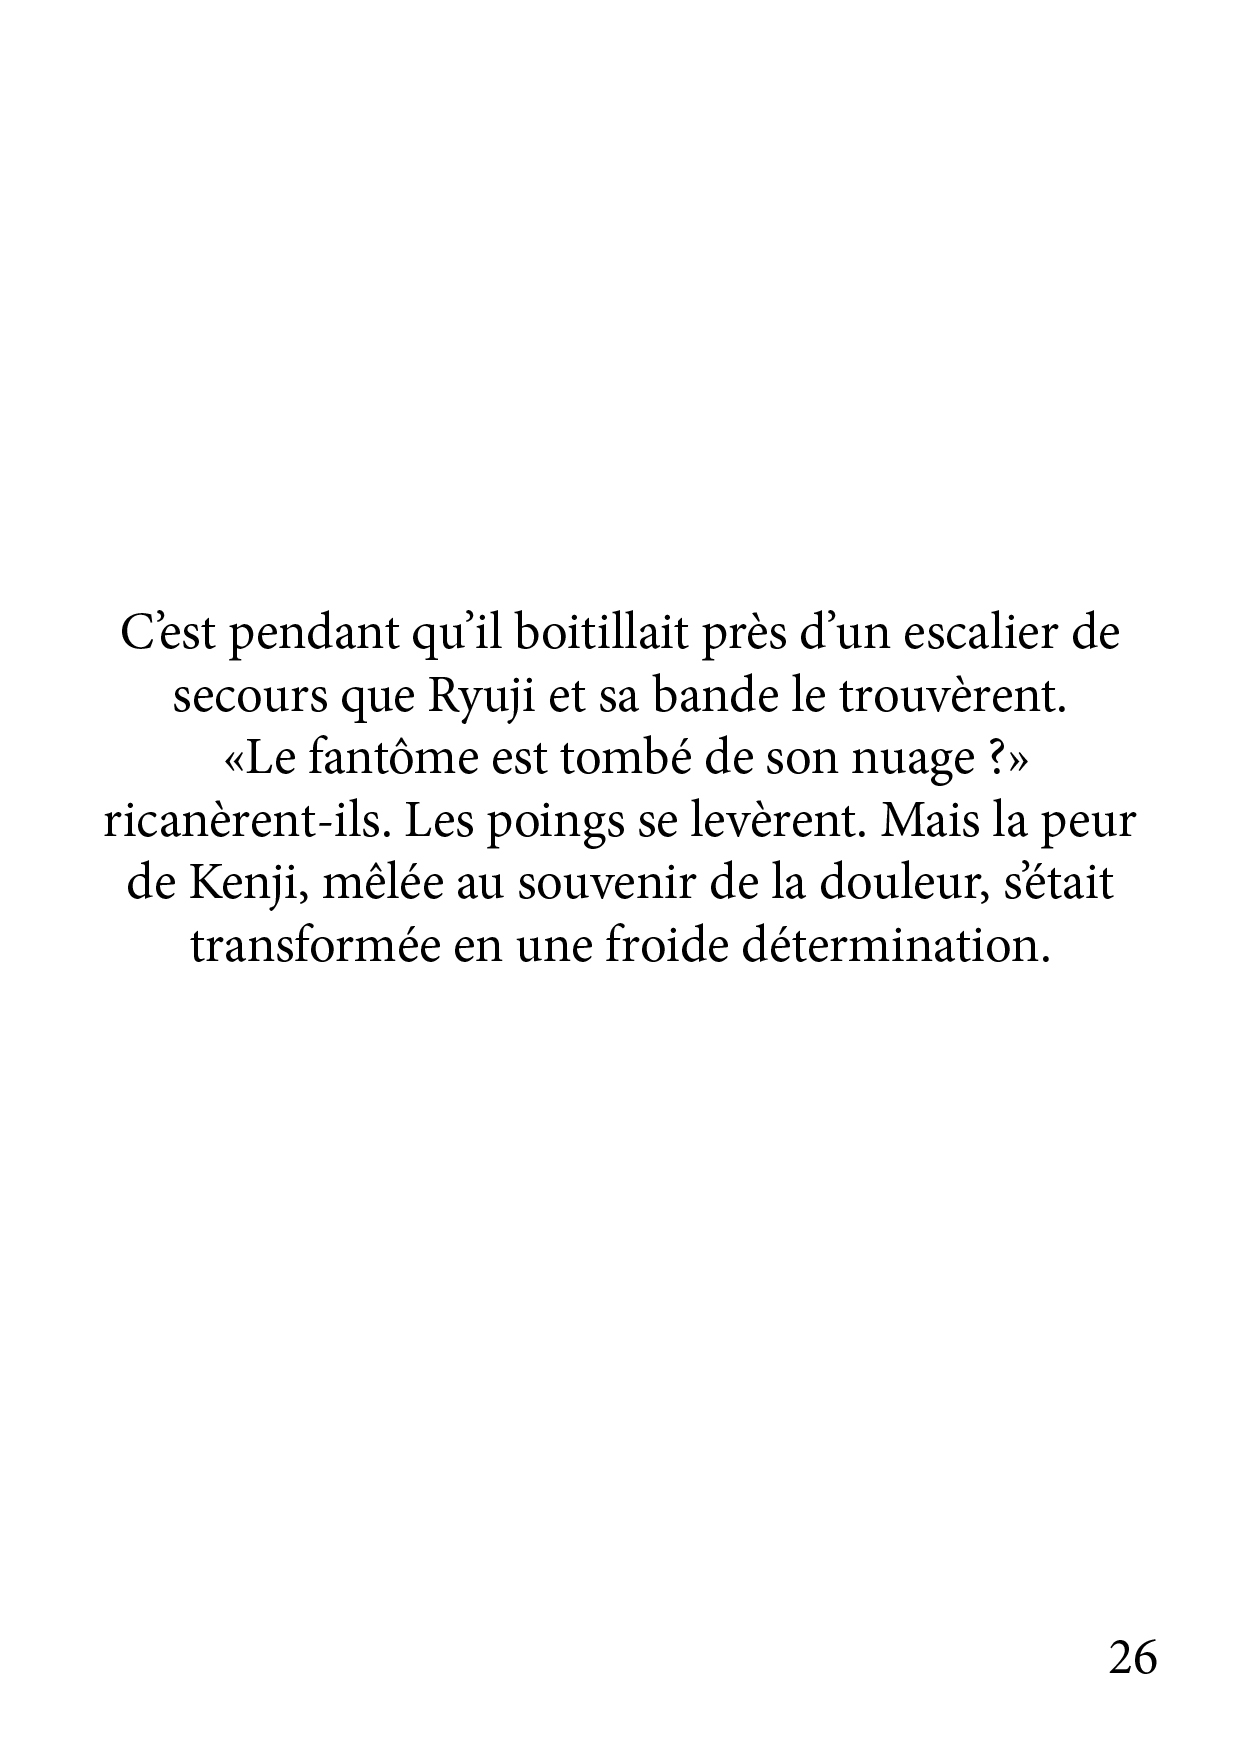 C’est pendant qu’il boitillait près d’un escalier de
secours que Ryuji et sa bande le trouvèrent.
«Le fantôme est tombé de son nuage ?»
ricanèrent-ils. Les poings se levèrent. Mais la peur
de Kenji, mêlée au souvenir de la douleur, s’était
transformée en une froide détermination.
26